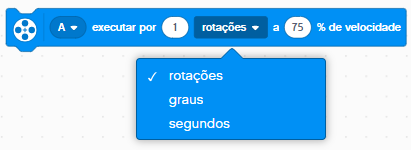 A executar por 1 rotações a 75 % de velocidade
✓ rotações
graus
segundos